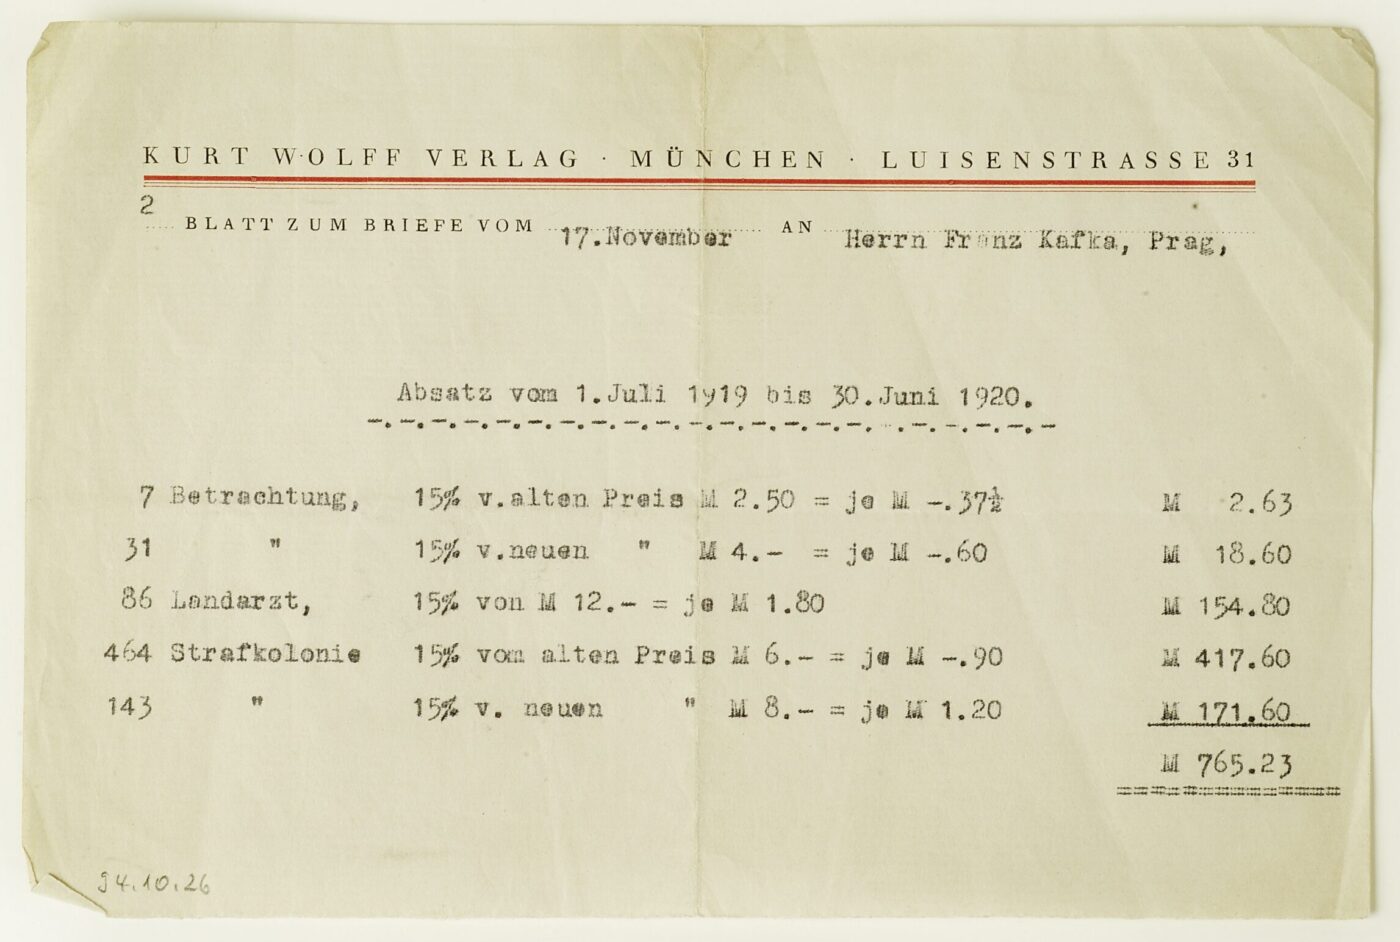 KURT WOLFF VERLAG · MÜNCHEN · LUISENSTRASSE 31
2 BLATT ZUM BRIEFE VOM 17.November AN Herrn Franz Kafka, Prag,
Absatz vom 1.Juli 1919 bis 30.Juni 1920.
7 Betrachtung, 15% v.alten Preis M 2.50 = je M -.37½ M 2.63
31 " 15% v.neuen " M 4.- = je M -.60 M 18.60
86 Landarzt, 15% von M 12.- = je M 1.80 M 154.80
464 Strafkolonie 15% vom alten Preis M 6.- = je M -.90 M 417.60
143 " 15% v. neuen " M 8.- = je M 1.20 M 171.60
M 765.23
94.10.26